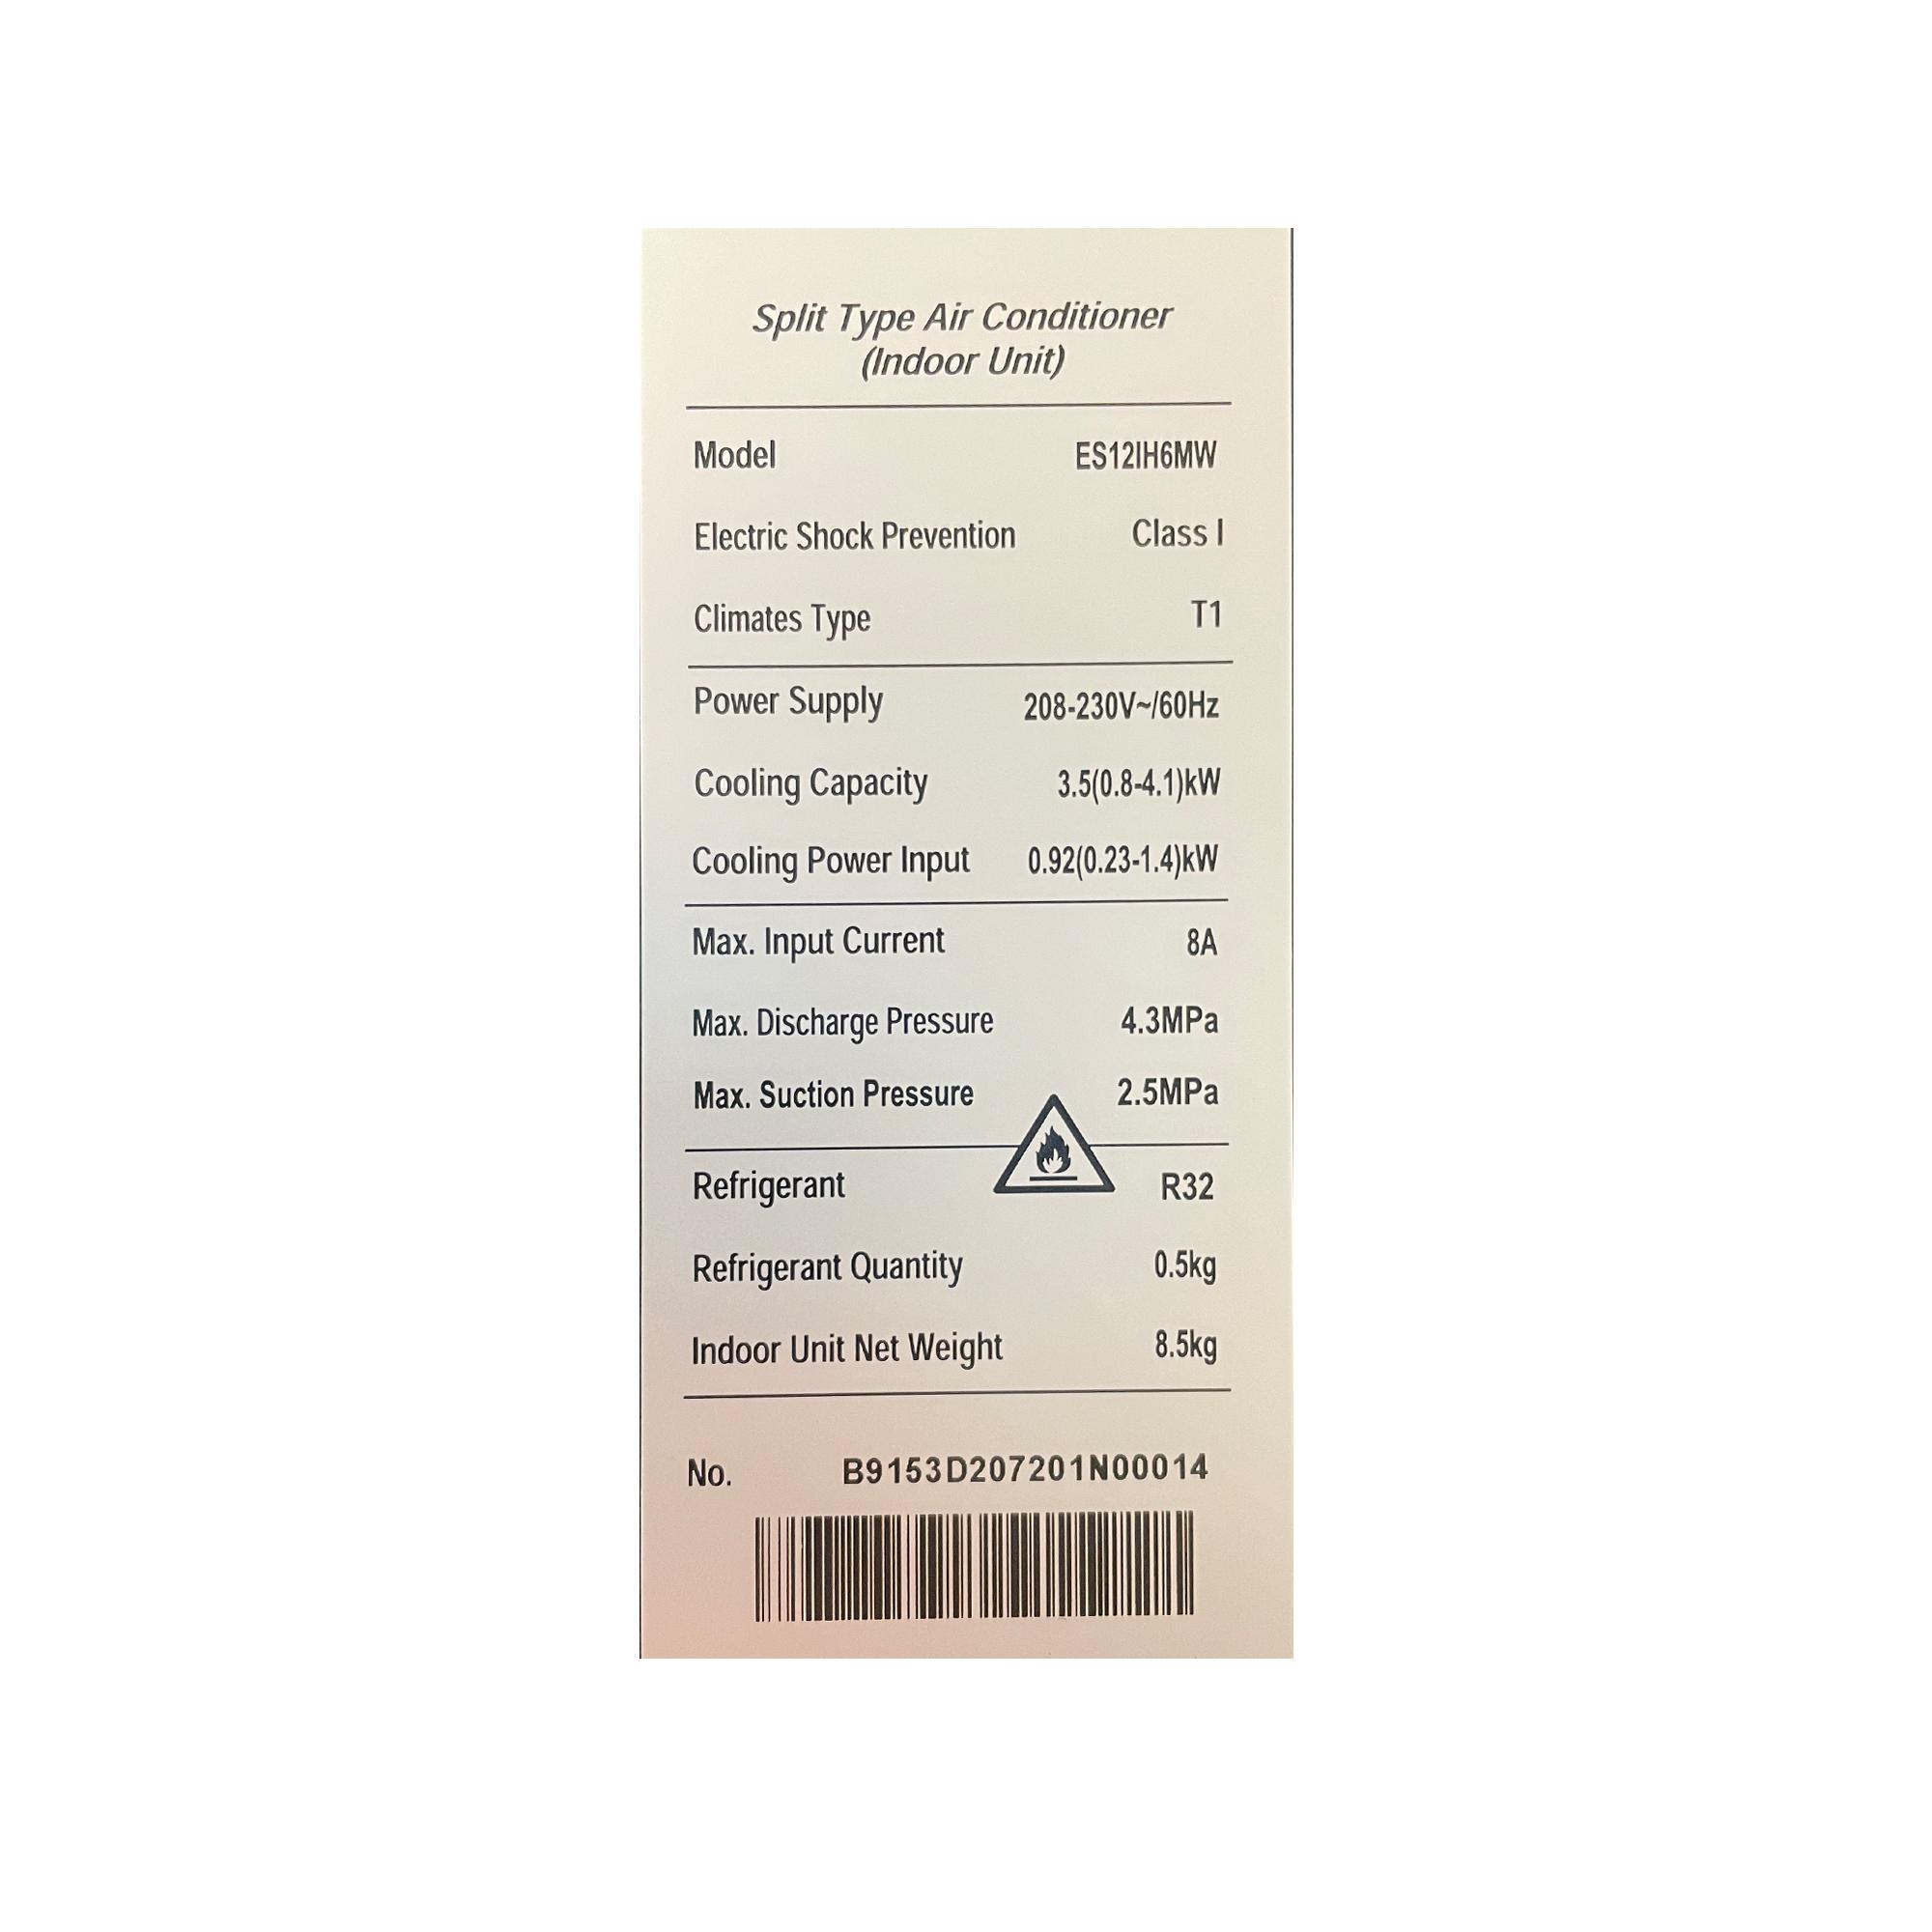 Split Type Air Conditioner
(Indoor Unit)
Model ES12IH6MW
Electric Shock Prevention Class I
Climates Type T1
Power Supply 208-230V~/60Hz
Cooling Capacity 3.5(0.8-4.1)kW
Cooling Power Input 0.92(0.23-1.4)kW
Max. Input Current 8A
Max. Discharge Pressure 4.3MPa
Max. Suction Pressure 2.5MPa
Refrigerant R32
Refrigerant Quantity 0.5kg
Indoor Unit Net Weight 8.5kg
No. B9153D207201N00014